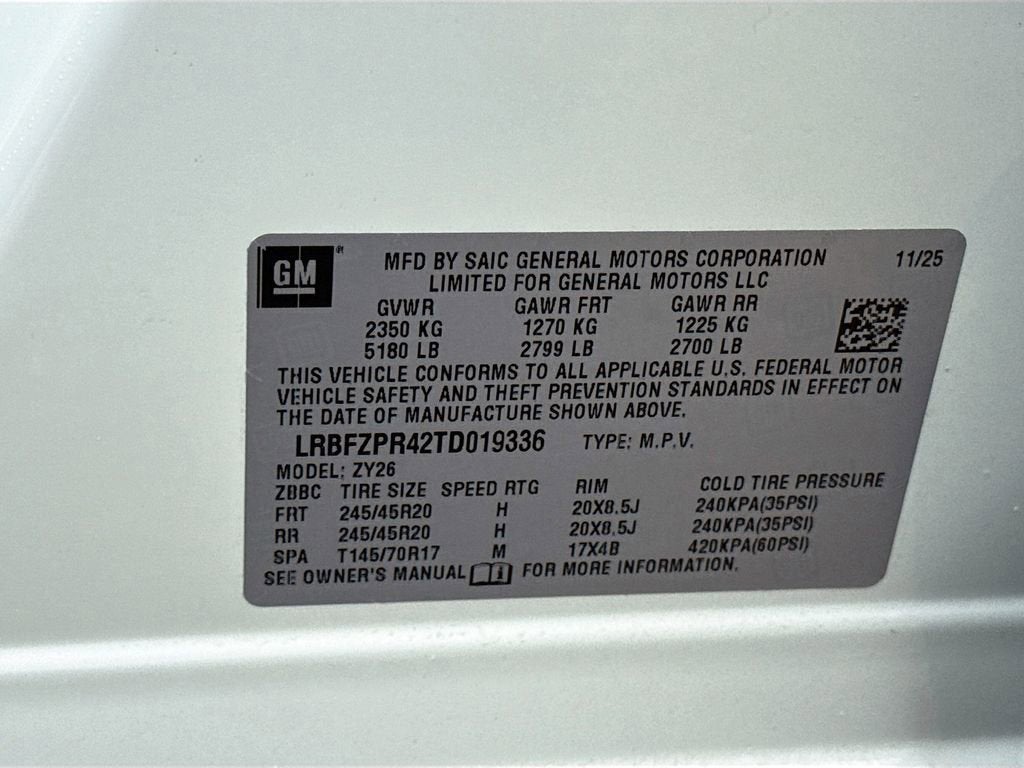 GM
MFD BY SAIC GENERAL MOTORS CORPORATION 11/25
LIMITED FOR GENERAL MOTORS LLC
GVWR GAWR FRT GAWR RR
2350 KG 1270 KG 1225 KG
5180 LB 2799 LB 2700 LB
THIS VEHICLE CONFORMS TO ALL APPLICABLE U.S. FEDERAL MOTOR
VEHICLE SAFETY AND THEFT PREVENTION STANDARDS IN EFFECT ON
THE DATE OF MANUFACTURE SHOWN ABOVE.
LRBFZPR42TD019336 TYPE: M.P.V.
MODEL: ZY26
ZBBC TIRE SIZE SPEED RTG RIM COLD TIRE PRESSURE
FRT 245/45R20 H 20X8.5J 240KPA(35PSI)
RR 245/45R20 H 20X8.5J 240KPA(35PSI)
SPA T145/70R17 M 17X4B 420KPA(60PSI)
SEE OWNER'S MANUAL FOR MORE INFORMATION.